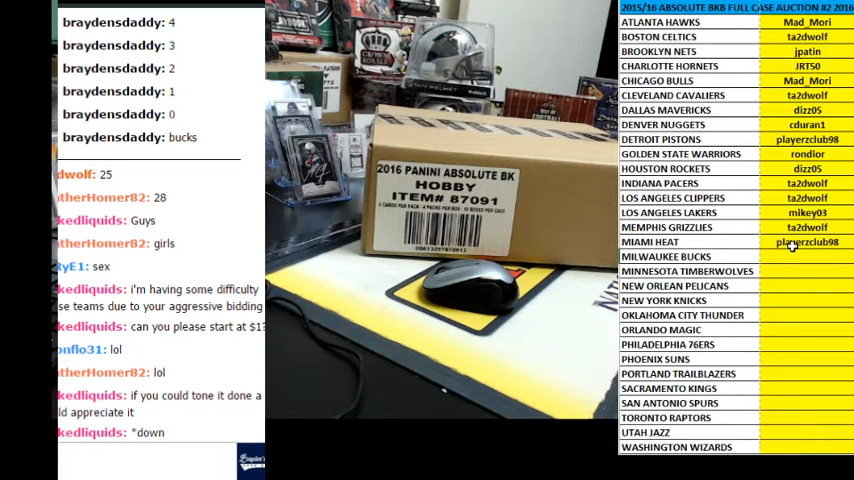 braydensdaddy: 4
braydensdaddy: 3
braydensdaddy: 2
braydensdaddy: 1
braydensdaddy: 0
braydensdaddy: bucks
dwolf: 25
atherHomer82: 28
kedliquids: Guys
atherHomer82: girls
RyE1: sex
kedliquids: i'm having some difficulty
se teams due to your aggressive bidding
kedliquids: can you please start at $1?
onflo31: lol
atherHomer82: lol
kedliquids: if you could tone it done a
ld appreciate it
kedliquids: *down
2016 PANINI ABSOLUTE BK
HOBBY
ITEM# 87091
2015/16 ABSOLUTE BKB FULL CASE AUCTION #2 2016
ATLANTA HAWKS Mad_Mori
BOSTON CELTICS ta2dwolf
BROOKLYN NETS jpatin
CHARLOTTE HORNETS JRT50
CHICAGO BULLS Mad_Mori
CLEVELAND CAVALIERS ta2dwolf
DALLAS MAVERICKS dizz05
DENVER NUGGETS cduran1
DETROIT PISTONS playerzclub98
GOLDEN STATE WARRIORS rondior
HOUSTON ROCKETS dizz05
INDIANA PACERS ta2dwolf
LOS ANGELES CLIPPERS ta2dwolf
LOS ANGELES LAKERS mikey03
MEMPHIS GRIZZLIES ta2dwolf
MIAMI HEAT playerzclub98
MILWAUKEE BUCKS
MINNESOTA TIMBERWOLVES
NEW ORLEAN PELICANS
NEW YORK KNICKS
OKLAHOMA CITY THUNDER
ORLANDO MAGIC
PHILADELPHIA 76ERS
PHOENIX SUNS
PORTLAND TRAILBLAZERS
SACRAMENTO KINGS
SAN ANTONIO SPURS
TORONTO RAPTORS
UTAH JAZZ
WASHINGTON WIZARDS